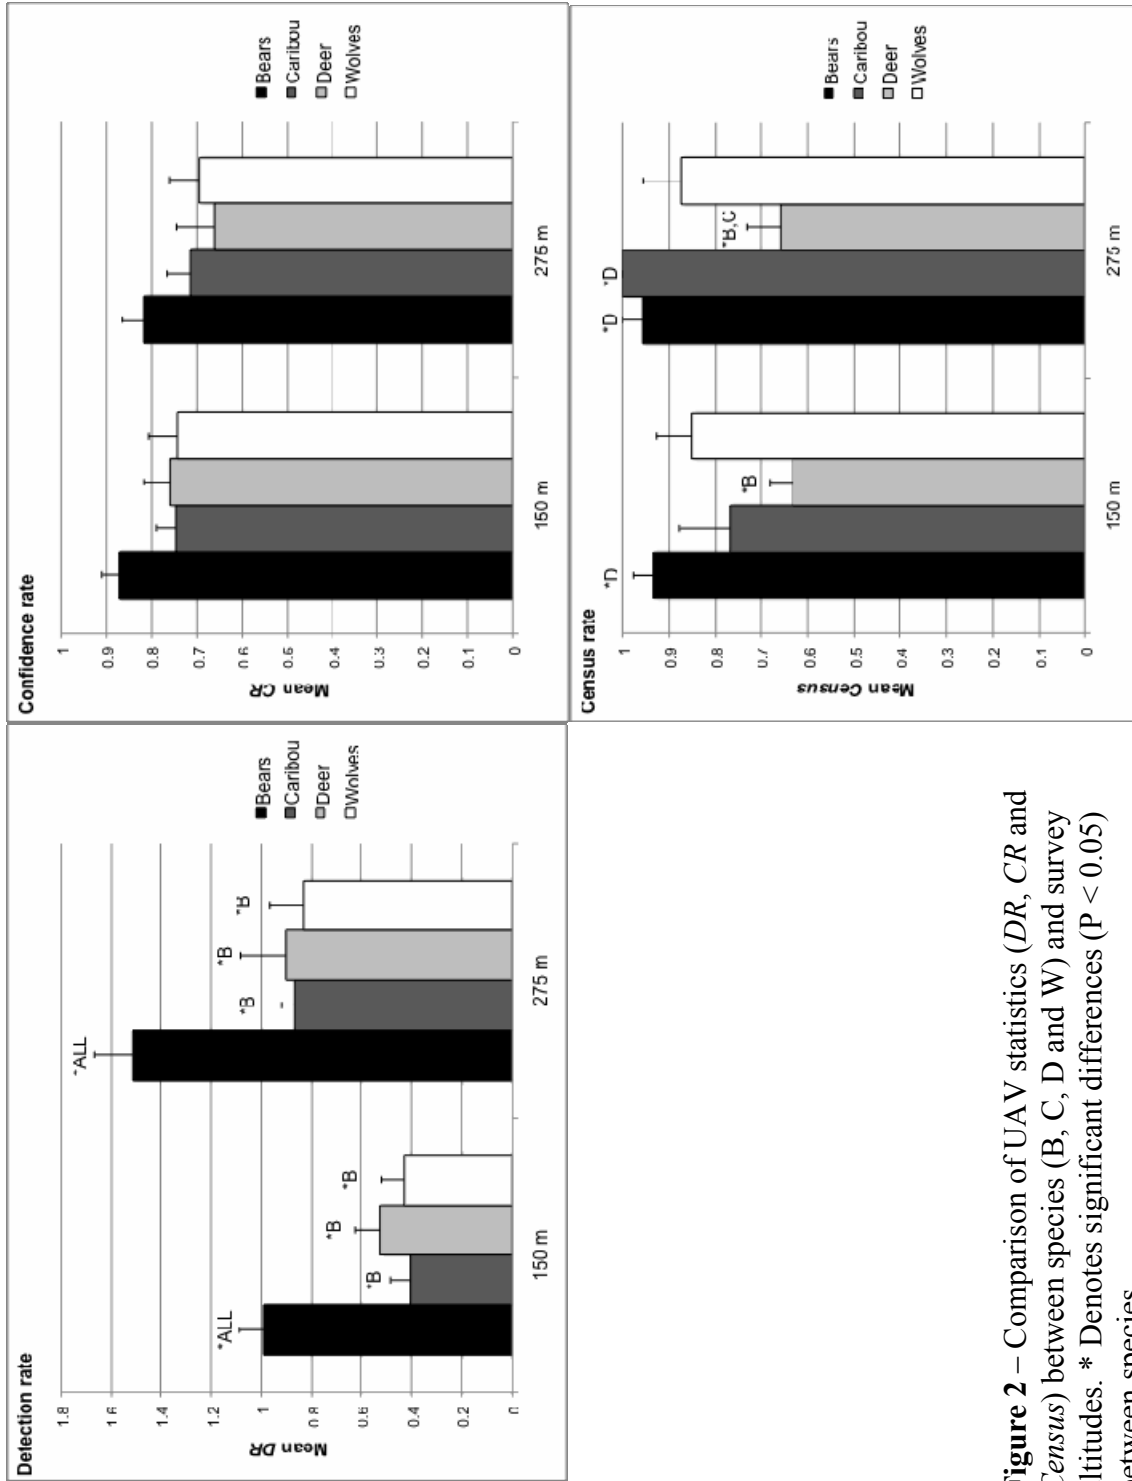 Detection rate
Mean DR
1.8
1.6
1.4
1.2
1
0.8
0.6
0.4
0.2
0
*ALL
*B
*B
*B
*ALL
*B
*B
*B
150 m
275 m
Bears
Caribou
Deer
Wolves
Confidence rate
Mean CR
1
0.9
0.8
0.7
0.6
0.5
0.4
0.3
0.2
0.1
0
150 m
275 m
Bears
Caribou
Deer
Wolves
Census rate
Mean Census
1
0.9
0.8
0.7
0.6
0.5
0.4
0.3
0.2
0.1
0
*D
*B
*D
*D
*B,C
150 m
275 m
Bears
Caribou
Deer
Wolves
igure 2 – Comparison of UAV statistics (DR, CR and
Census) between species (B, C, D and W) and survey
ltitudes. * Denotes significant differences (P < 0.05)
etween species